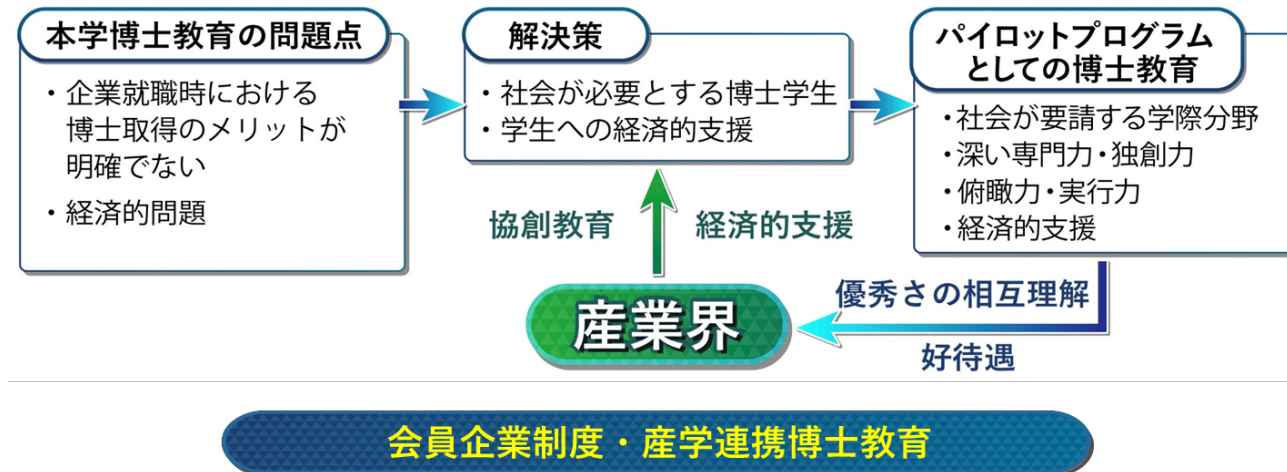 本学博士教育の問題点
・企業就職時における
博士取得のメリットが
明確でない
・経済的問題
解決策
・社会が必要とする博士学生
・学生への経済的支援
パイロットプログラム
としての博士教育
・社会が要請する学際分野
・深い専門力・独創力
・俯瞰力・実行力
・経済的支援
協創教育
経済的支援
産業界
優秀さの相互理解
好待遇
会員企業制度・産学連携博士教育